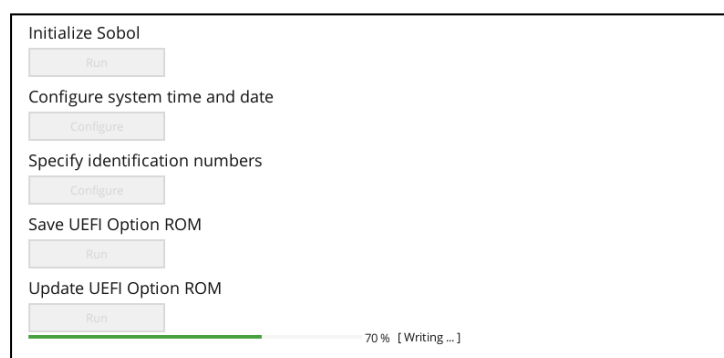 Initialize Sobol
Run
Configure system time and date
Configure
Specify identification numbers
Configure
Save UEFI Option ROM
Run
Update UEFI Option ROM
Run
70 % [ Writing ... ]